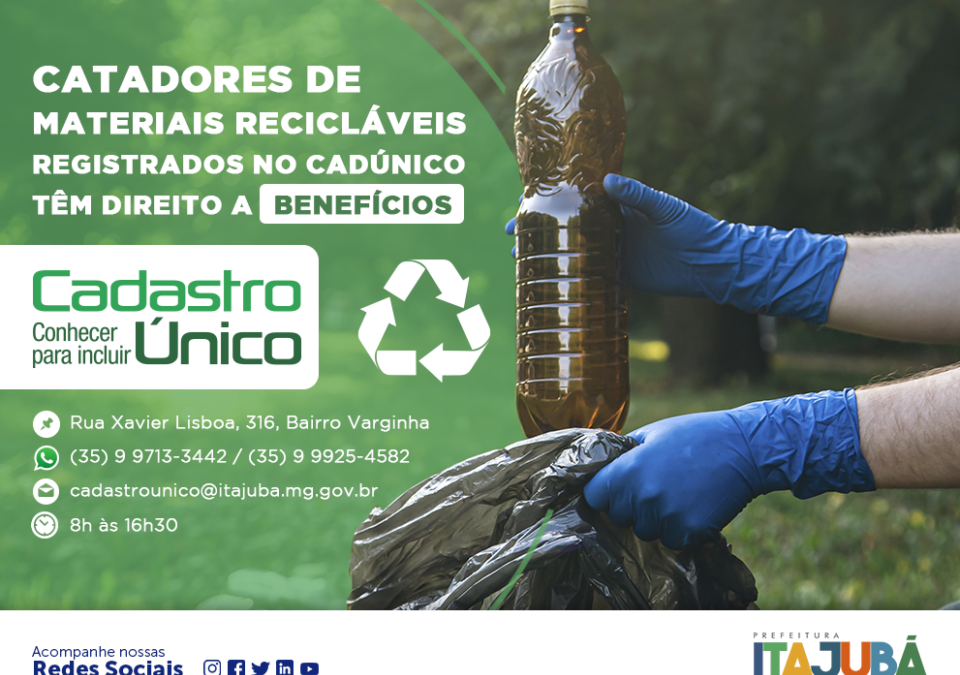 CATADORES DE
MATERIAIS RECICLÁVEIS
REGISTRADOS NO CADÚNICO
TÊM DIREITO A BENEFÍCIOS
Cadastro
Conhecer
para incluir Único
Rua Xavier Lisboa, 316, Bairro Varginha
(35) 9 9713-3442 / (35) 9 9925-4582
cadastrounico@itajuba.mg.gov.br
8h às 16h30
Acompanhe nossas
Redes Sociais
PREFEITURA
ITAJUBÁ